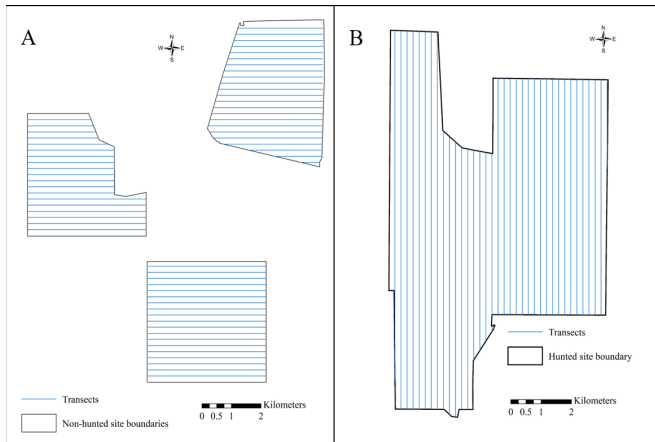 A
N
W E
S
Transects
Non-hunted site boundaries
Kilometers
0 0.5 1 2
B
N
W E
S
Transects
Hunted site boundary
Kilometers
0 0.5 1 2